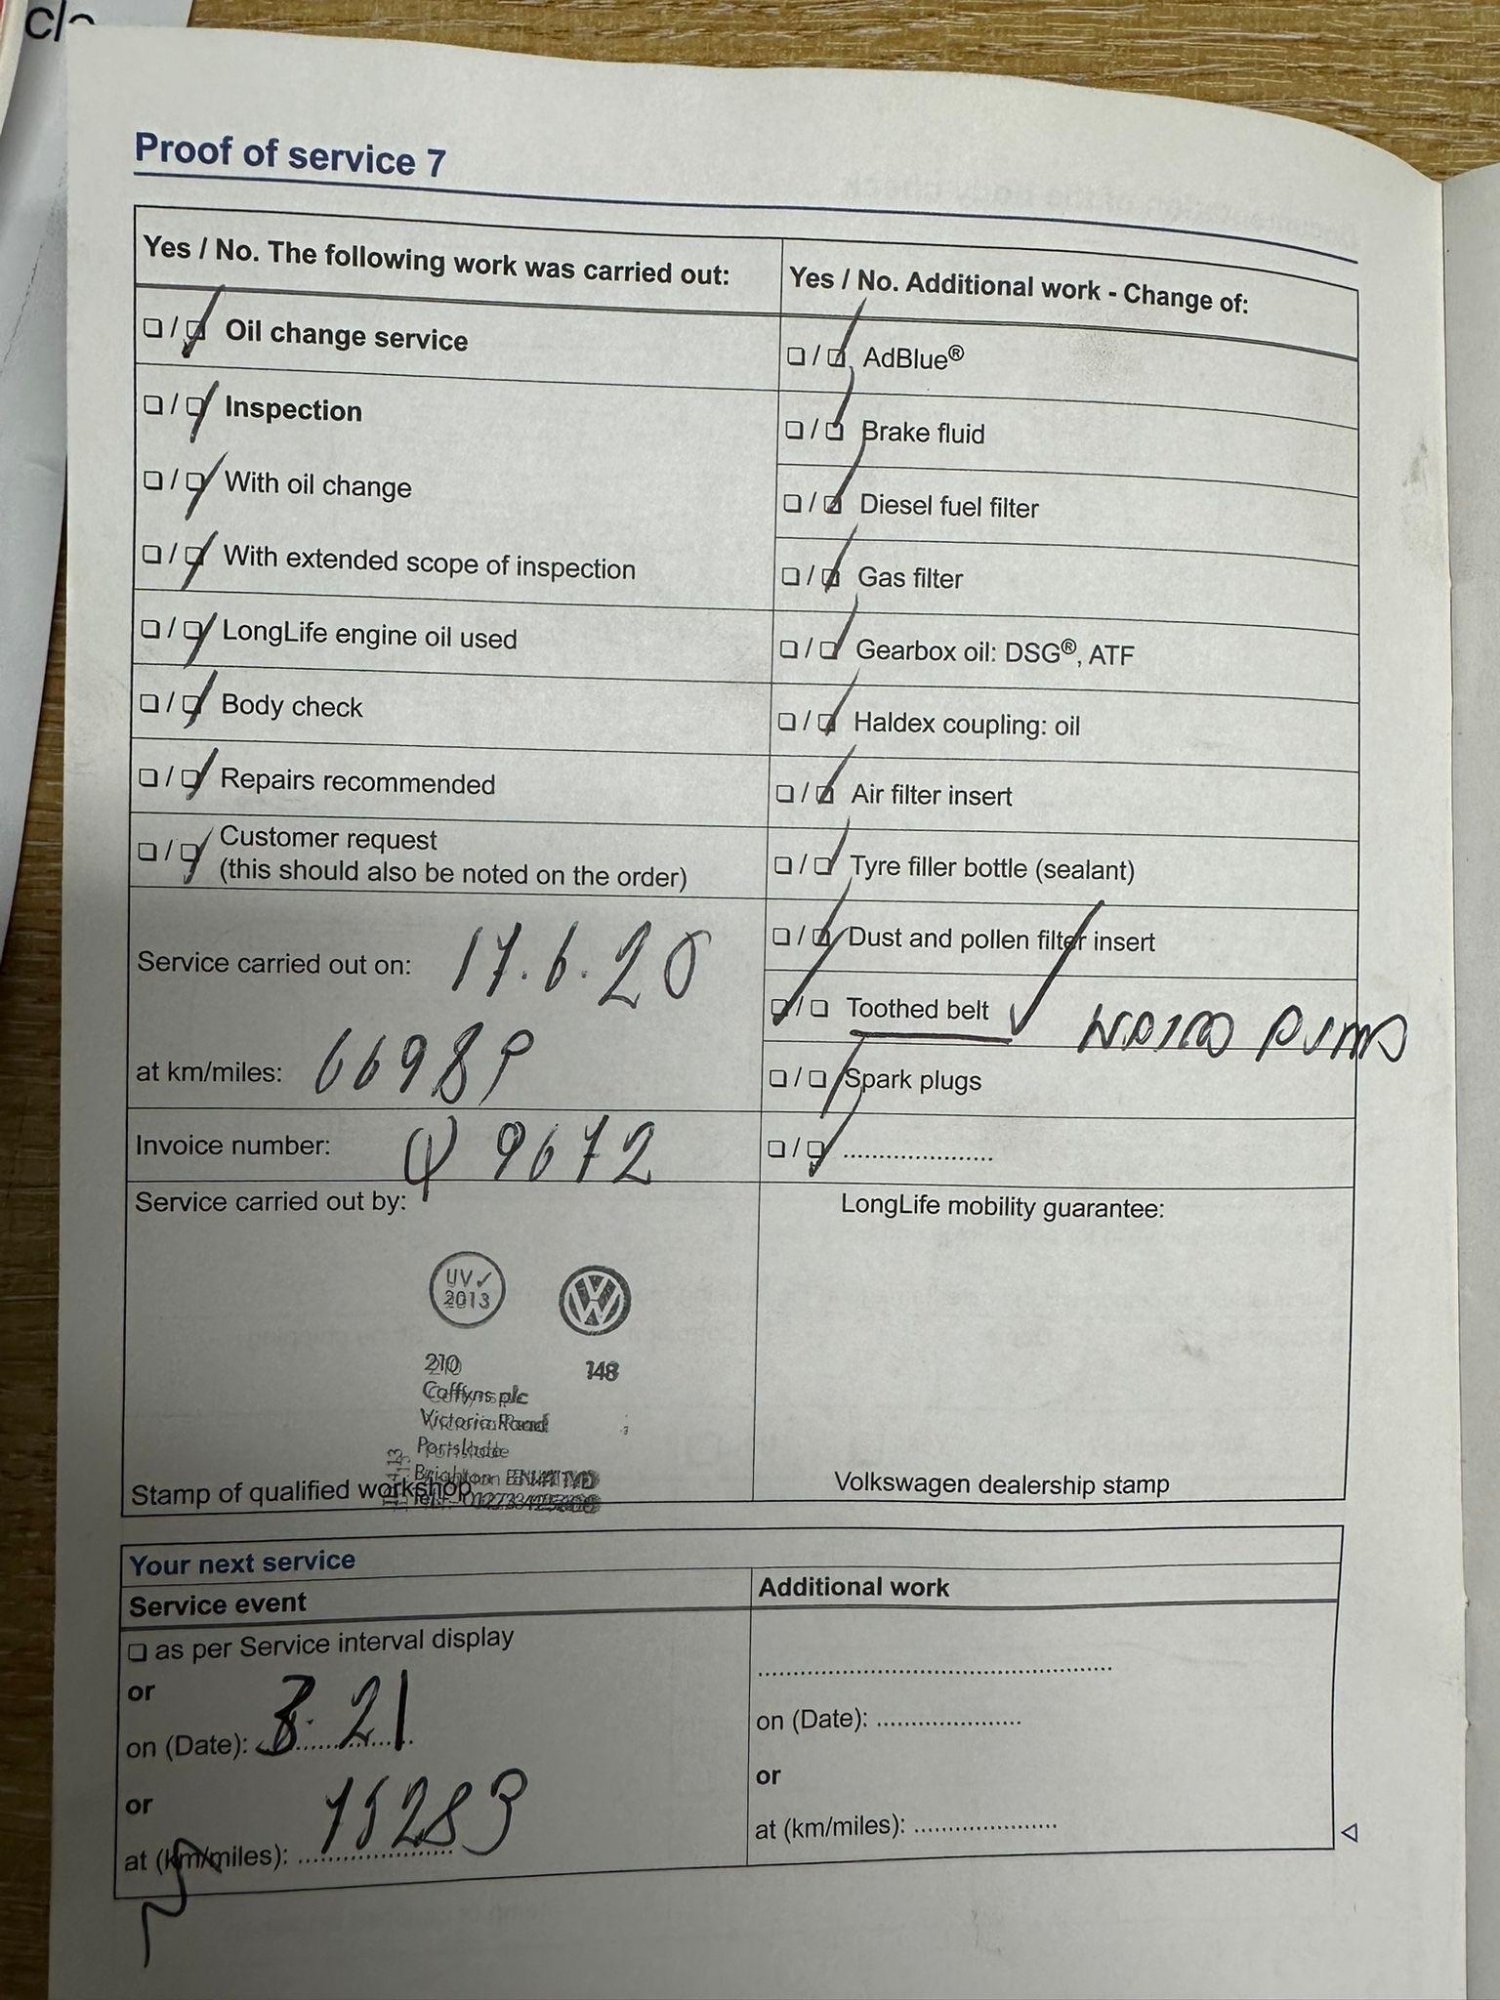 Proof of service 7
Yes / No. The following work was carried out:
☐ / ☑ Oil change service
☐ / ☑ Inspection
☐ / ☑ With oil change
☐ / ☑ With extended scope of inspection
☐ / ☑ LongLife engine oil used
☐ / ☑ Body check
☐ / ☑ Repairs recommended
☐ / ☑ Customer request
(this should also be noted on the order)
Service carried out on: 17.6.20
at km/miles: 66989
Invoice number: 9672
Service carried out by:
UV✓
2013
210 148
Caffyns plc
Victoria Road
Portslade
Brighton
Stamp of qualified workshop
Yes / No. Additional work - Change of:
☐ / ☑ AdBlue®
☐ / ☑ Brake fluid
☐ / ☑ Diesel fuel filter
☐ / ☑ Gas filter
☐ / ☑ Gearbox oil: DSG®, ATF
☐ / ☑ Haldex coupling: oil
☐ / ☑ Air filter insert
☐ / ☑ Tyre filler bottle (sealant)
☐ / ☑ Dust and pollen filter insert
☑ / ☐ Toothed belt ✓ PUMP
☐ / ☑ Spark plugs
☐ / ☑ ....................
LongLife mobility guarantee:
Volkswagen dealership stamp
Your next service
Service event
☐ as per Service interval display
or
on (Date): 3.21
or
at (km/miles): 75283
Additional work
on (Date): ....................
or
at (km/miles): ....................